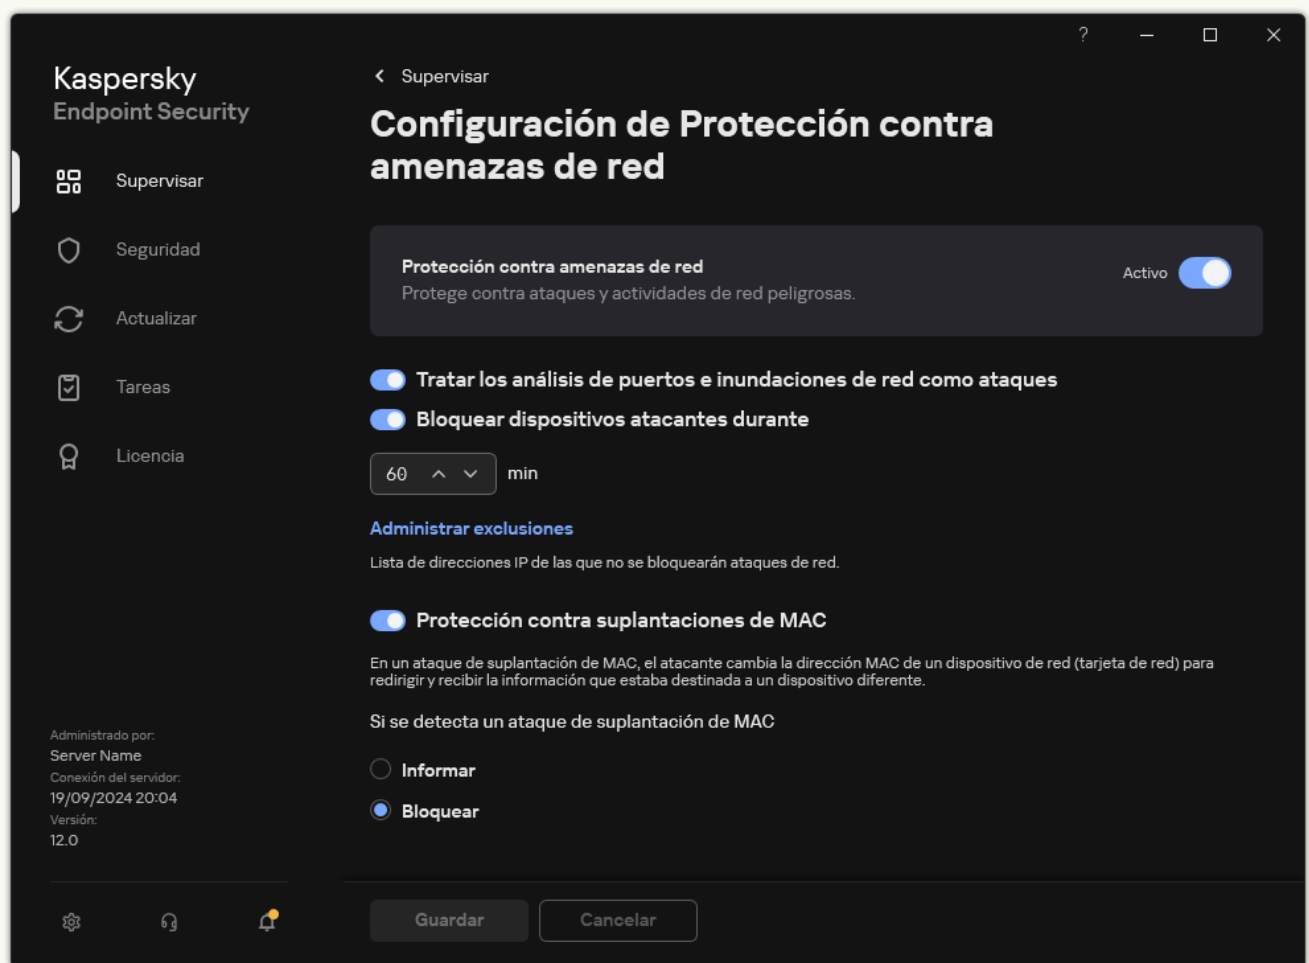 ?
Kaspersky
Endpoint Security
Supervisar
Seguridad
Actualizar
Tareas
Licencia
Administrado por:
Server Name
Conexión del servidor:
19/09/2024 20:04
Versión:
12.0
Supervisar
Configuración de Protección contra
amenazas de red
Protección contra amenazas de red
Protege contra ataques y actividades de red peligrosas.
Activo
Tratar los análisis de puertos e inundaciones de red como ataques
Bloquear dispositivos atacantes durante
60 min
Administrar exclusiones
Lista de direcciones IP de las que no se bloquearán ataques de red.
Protección contra suplantaciones de MAC
En un ataque de suplantación de MAC, el atacante cambia la dirección MAC de un dispositivo de red (tarjeta de red) para
redirigir y recibir la información que estaba destinada a un dispositivo diferente.
Si se detecta un ataque de suplantación de MAC
Informar
Bloquear
Guardar
Cancelar